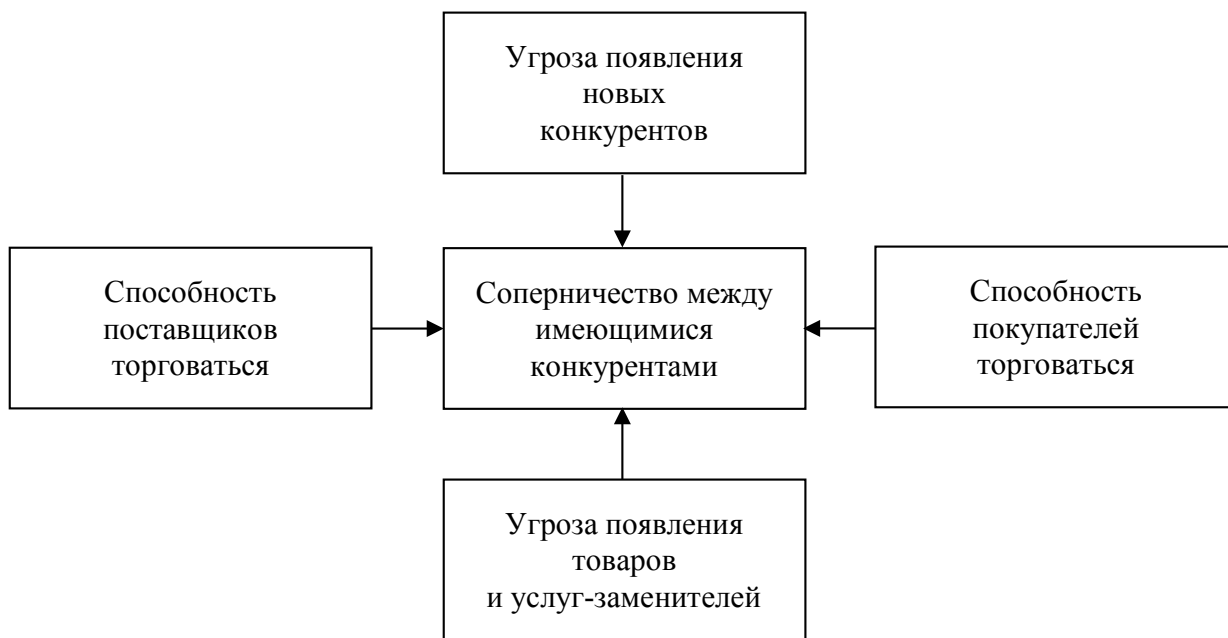 Угроза появления
новых
конкурентов
Способность
поставщиков
торговаться
Соперничество между
имеющимися
конкурентами
Способность
покупателей
торговаться
Угроза появления
товаров
и услуг-заменителей